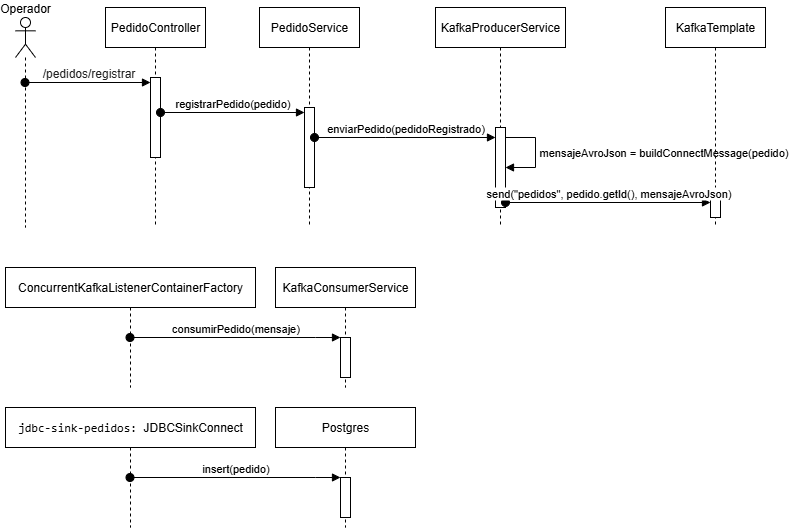 Operador
PedidoController
PedidoService
KafkaProducerService
KafkaTemplate
/pedidos/registrar
registrarPedido(pedido)
enviarPedido(pedidoRegistrado)
mensajeAvroJson = buildConnectMessage(pedido)
send("pedidos", pedido.getId(), mensajeAvroJson)
ConcurrentKafkaListenerContainerFactory
KafkaConsumerService
consumirPedido(mensaje)
jdbc-sink-pedidos: JDBCSinkConnect
Postgres
insert(pedido)